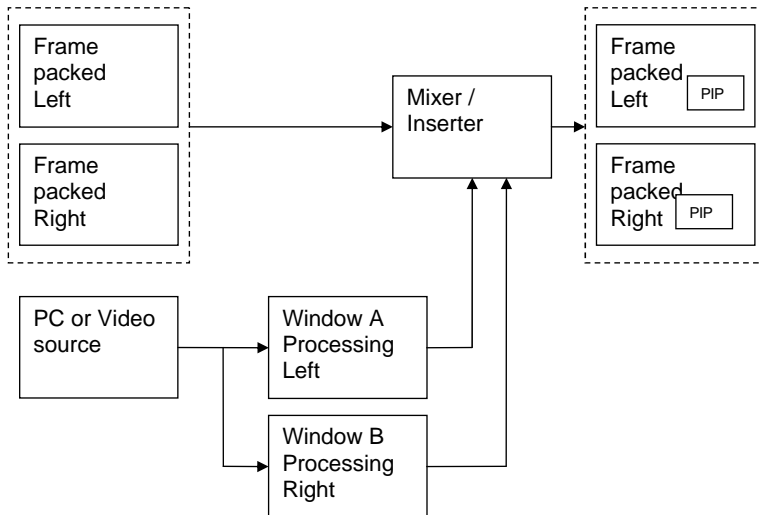 Frame
packed
Left
Frame
packed
Right
Mixer /
Inserter
Frame
packed
Left
PIP
Frame
packed
Right
PIP
PC or Video
source
Window A
Processing
Left
Window B
Processing
Right